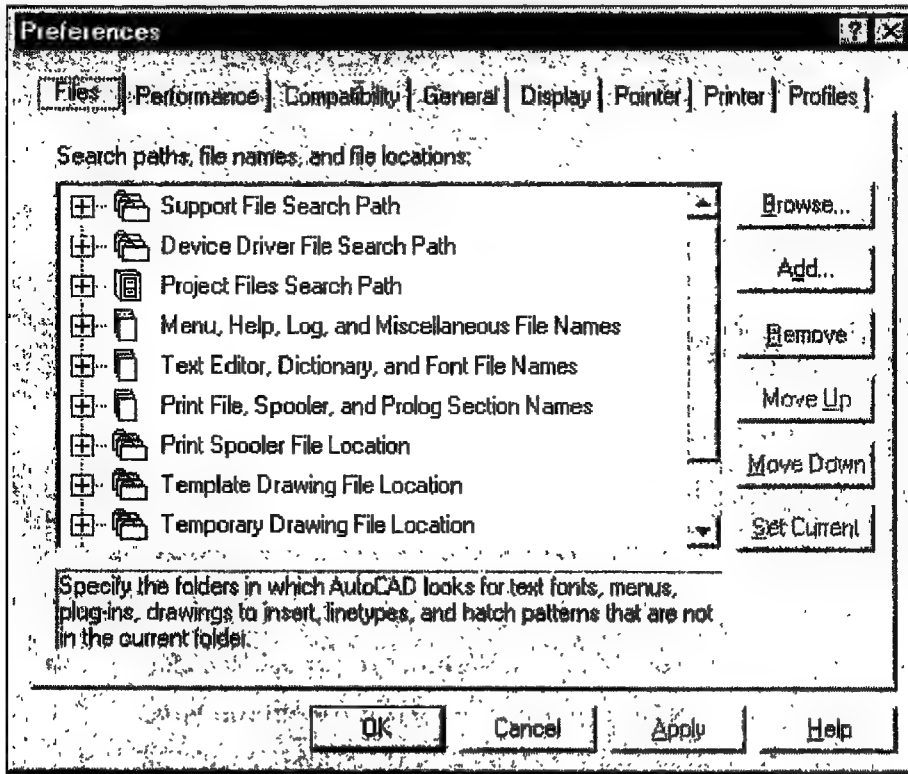 Preferences
Files Performance Compatibility General Display Pointer Printer Profiles
Search paths, file names, and file locations:
Support File Search Path
Device Driver File Search Path
Project Files Search Path
Menu, Help, Log, and Miscellaneous File Names
Text Editor, Dictionary, and Font File Names
Print File, Spooler, and Prolog Section Names
Print Spooler File Location
Template Drawing File Location
Temporary Drawing File Location
Browse...
Add...
Remove
Move Up
Move Down
Set Current
Specify the folders in which AutoCAD looks for text fonts, menus,
plug-ins, drawings to insert, linetypes, and hatch patterns that are not
in the current folder.
OK Cancel Apply Help